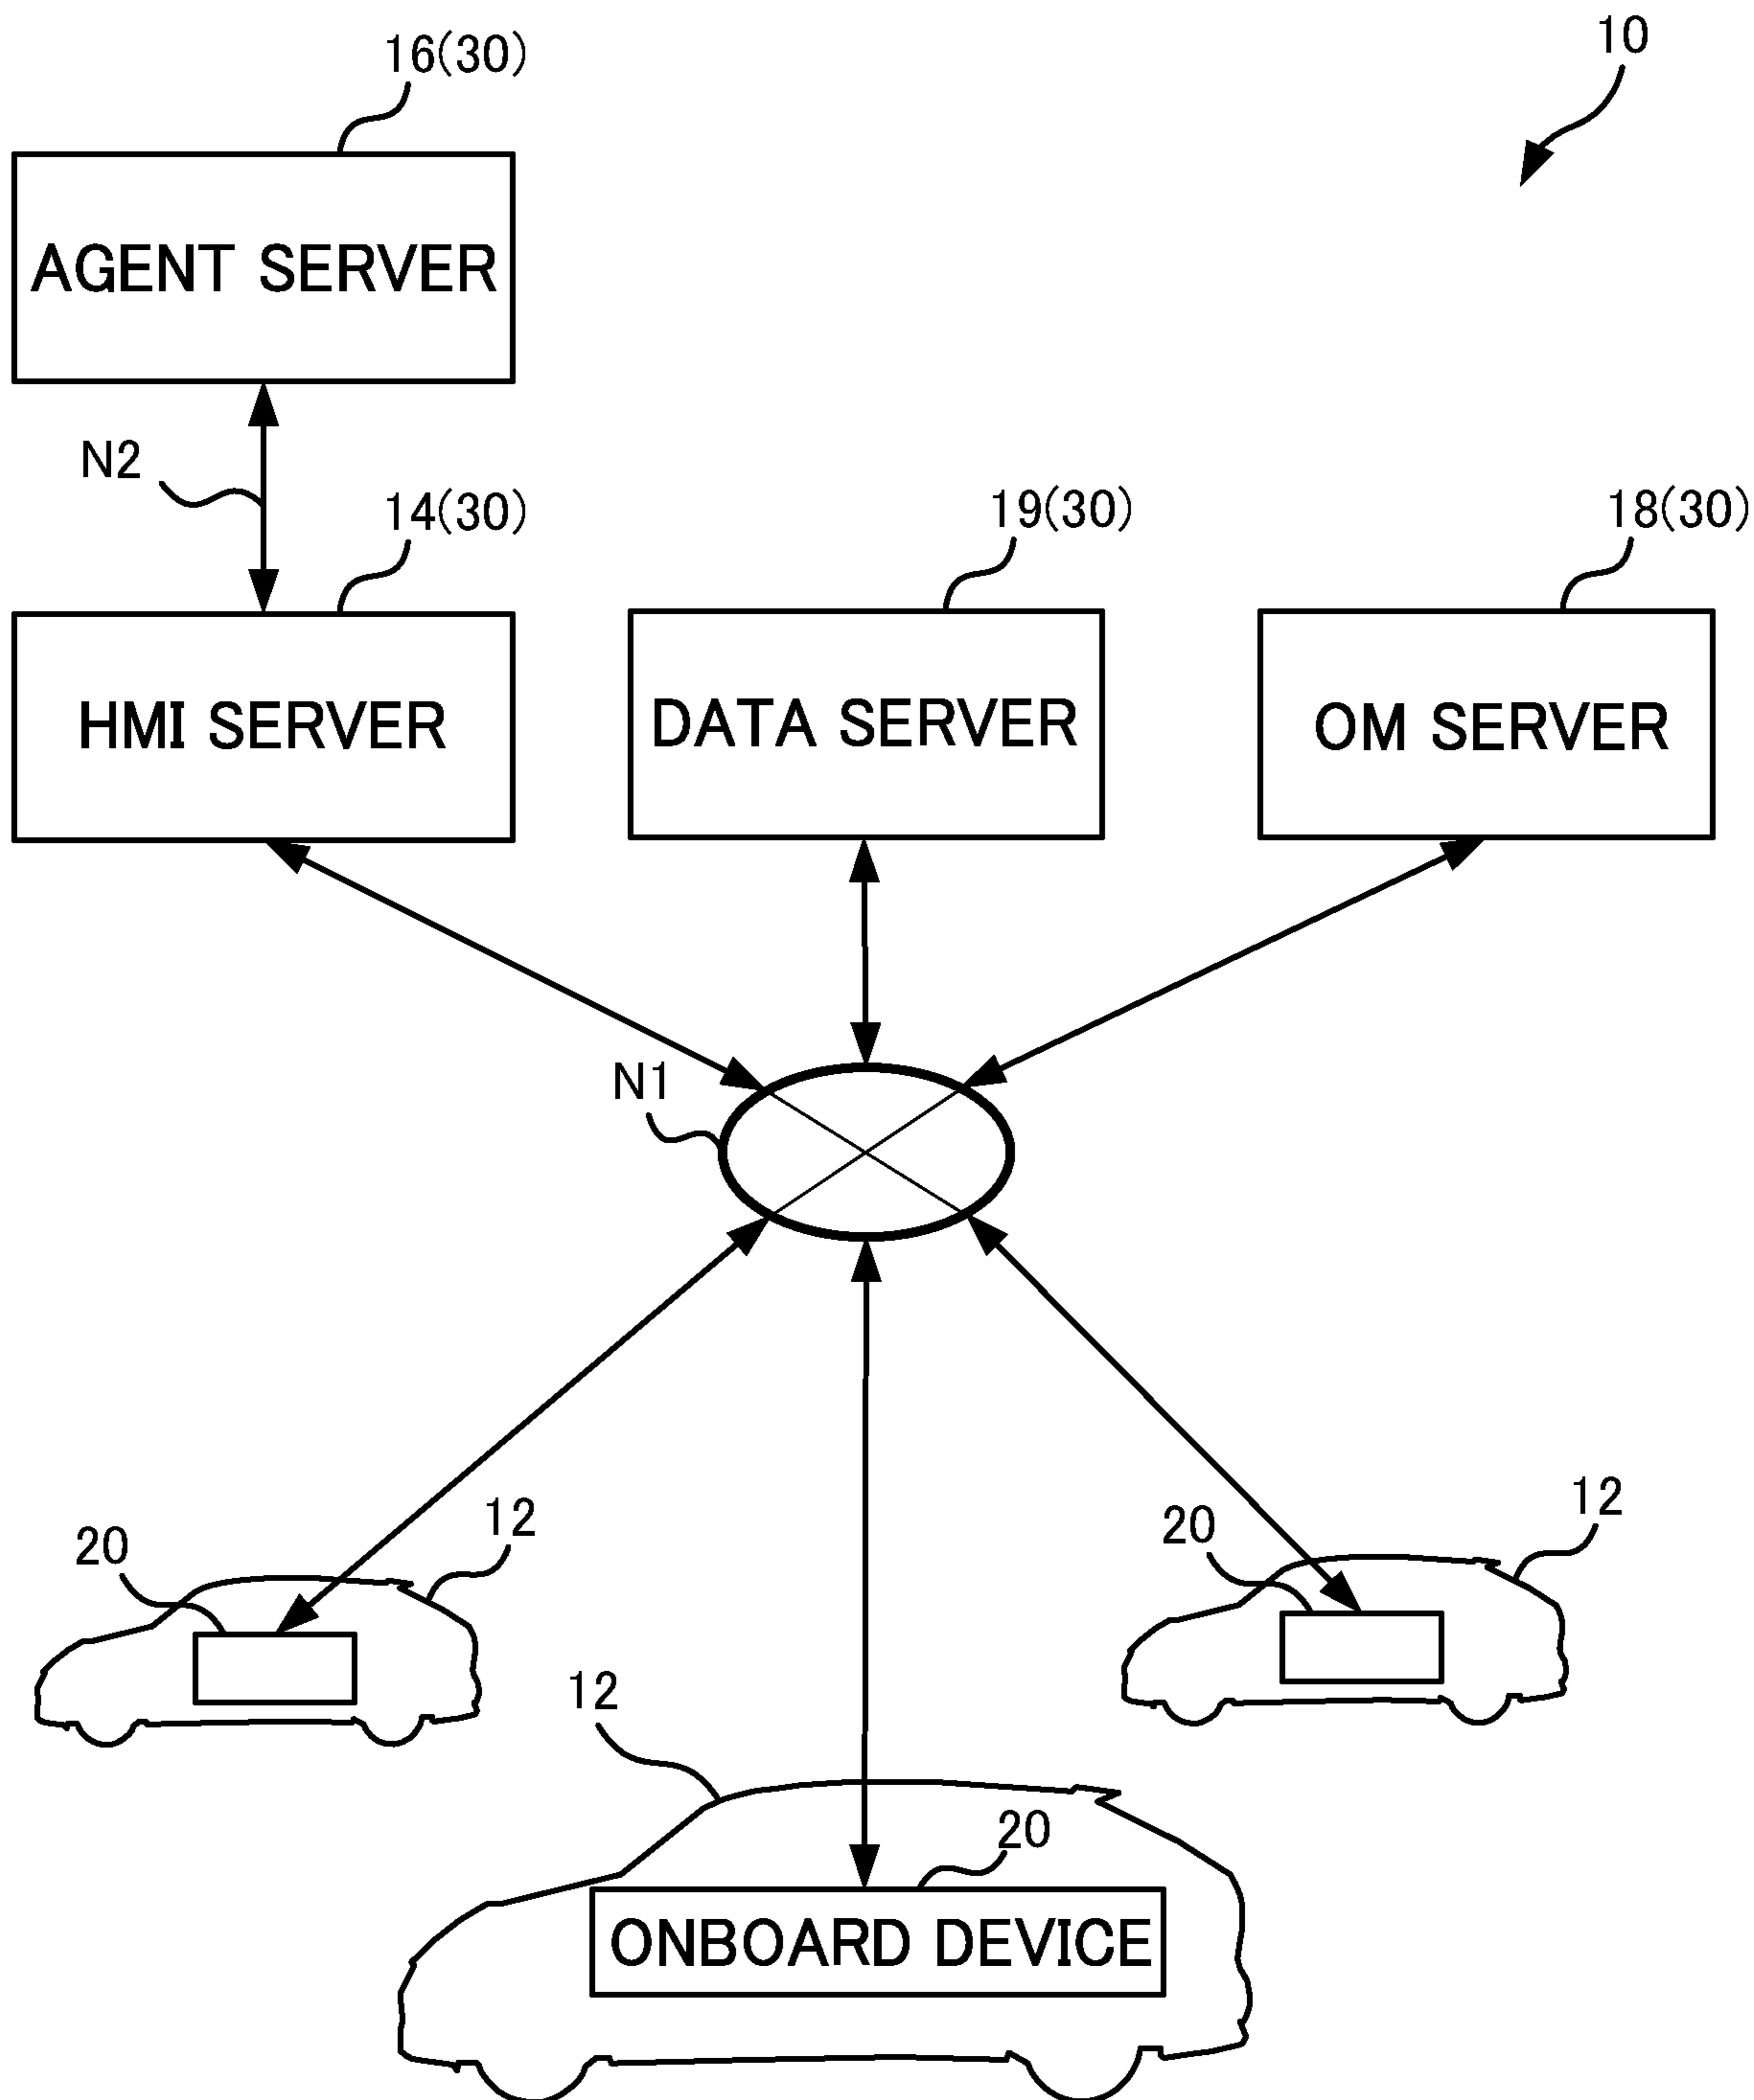 10
16(30)
AGENT SERVER
N2
14(30)
19(30)
18(30)
HMI SERVER
DATA SERVER
OM SERVER
N1
20
12
20
12
12
20
ONBOARD DEVICE